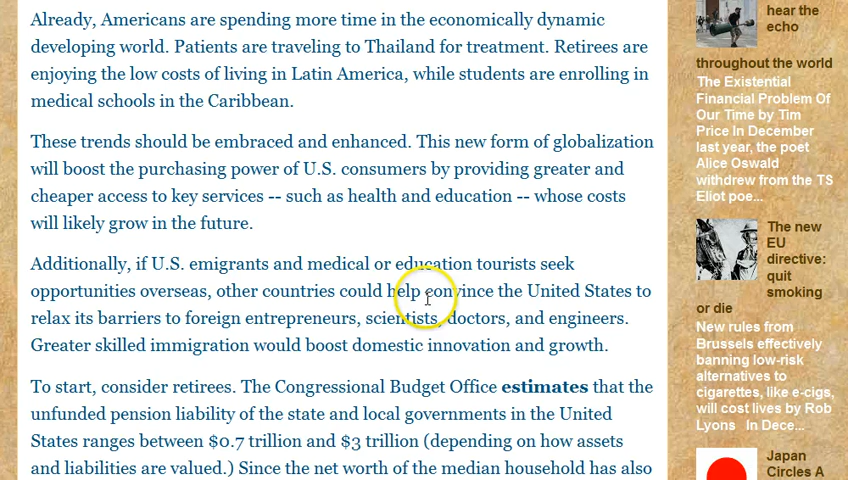 Already, Americans are spending more time in the economically dynamic
developing world. Patients are traveling to Thailand for treatment. Retirees are
enjoying the low costs of living in Latin America, while students are enrolling in
medical schools in the Caribbean.
These trends should be embraced and enhanced. This new form of globalization
will boost the purchasing power of U.S. consumers by providing greater and
cheaper access to key services -- such as health and education -- whose costs
will likely grow in the future.
Additionally, if U.S. emigrants and medical or education tourists seek
opportunities overseas, other countries could help convince the United States to
relax its barriers to foreign entrepreneurs, scientists, doctors, and engineers.
Greater skilled immigration would boost domestic innovation and growth.
To start, consider retirees. The Congressional Budget Office estimates that the
unfunded pension liability of the state and local governments in the United
States ranges between $0.7 trillion and $3 trillion (depending on how assets
and liabilities are valued.) Since the net worth of the median household has also
hear the
echo
throughout the world
The Existential
Financial Problem Of
Our Time by Tim
Price In December
last year, the poet
Alice Oswald
withdrew from the TS
Eliot poe...
The new
EU
directive:
quit
smoking
or die
New rules from
Brussels effectively
banning low-risk
alternatives to
cigarettes, like e-cigs,
will cost lives by Rob
Lyons In Dece...
Japan
Circles A